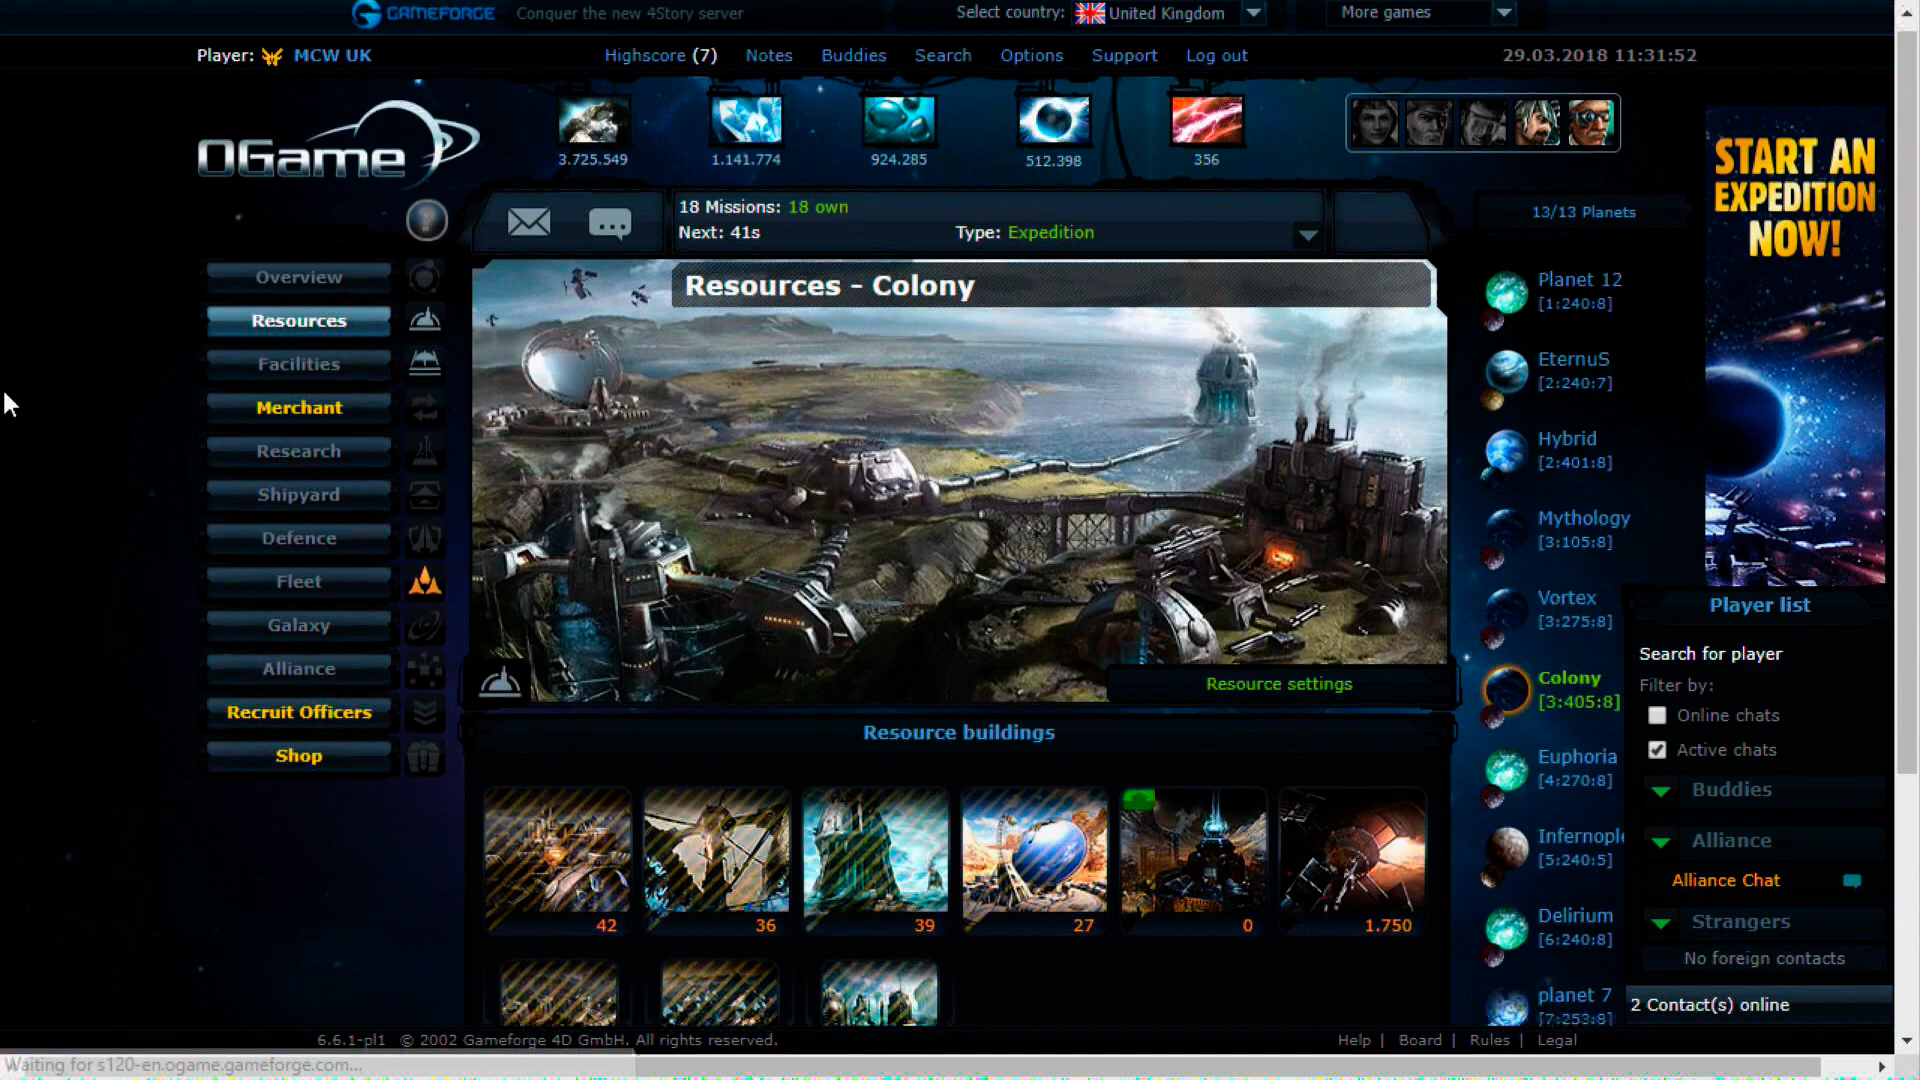 GAMEFORGE
Conquer the new 4Story server
Select country: United Kingdom
More games
Player: MCW UK
Highscore (7)
Notes
Buddies
Search
Options
Support
Log out
29.03.2018 11:31:52
OGame
3.725.549
1.141.774
924.285
512.398
356
?
18 Missions: 18 own
Next: 41s
Type: Expedition
13/13 Planets
START AN
EXPEDITION
NOW!
Overview
Resources
Facilities
Merchant
Research
Shipyard
Defence
Fleet
Galaxy
Alliance
Recruit Officers
Shop
Resources - Colony
Resource settings
Resource buildings
42
36
39
27
0
1.750
Planet 12
[1:240:8]
EternuS
[2:240:7]
Hybrid
[2:401:8]
Mythology
[3:105:8]
Vortex
[3:275:8]
Colony
[3:405:8]
Euphoria
[4:270:8]
Infernople
[5:240:5]
Delirium
[6:240:8]
planet 7
[7:253:8]
Player list
Search for player
Filter by:
Online chats
Active chats
Buddies
Alliance
Alliance Chat
Strangers
No foreign contacts
2 Contact(s) online
6.6.1-pl1 © 2002 Gameforge 4D GmbH. All rights reserved.
Help | Board | Rules | Legal
Waiting for s120-en.ogame.gameforge.com...